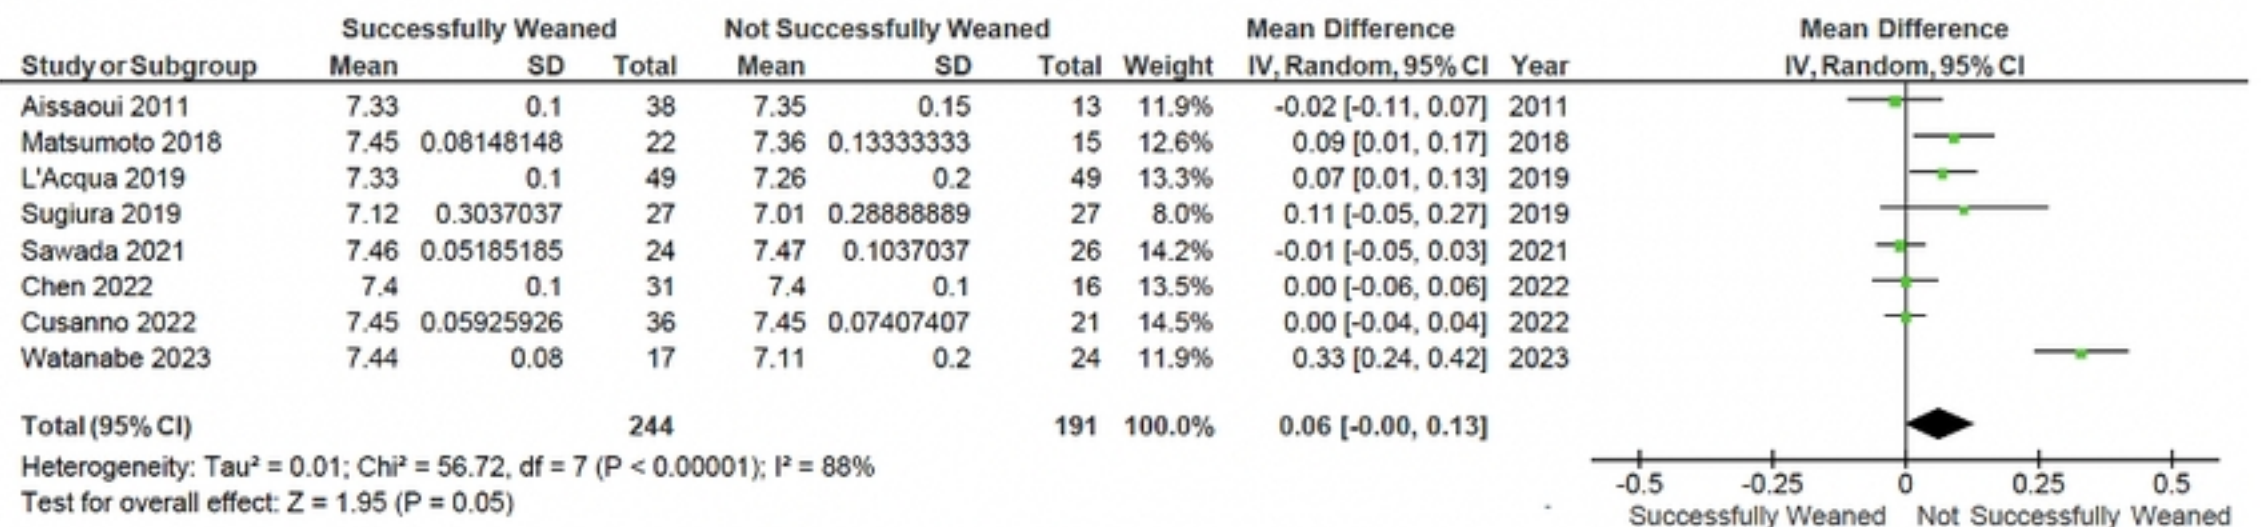 Successfully Weaned Not Successfully Weaned Mean Difference Mean Difference
Study or Subgroup Mean SD Total Mean SD Total Weight IV, Random, 95% CI Year IV, Random, 95% CI
Aissaoui 2011 7.33 0.1 38 7.35 0.15 13 11.9% -0.02 [-0.11, 0.07] 2011
Matsumoto 2018 7.45 0.08148148 22 7.36 0.13333333 15 12.6% 0.09 [0.01, 0.17] 2018
L'Acqua 2019 7.33 0.1 49 7.26 0.2 49 13.3% 0.07 [0.01, 0.13] 2019
Sugiura 2019 7.12 0.3037037 27 7.01 0.28888889 27 8.0% 0.11 [-0.05, 0.27] 2019
Sawada 2021 7.46 0.05185185 24 7.47 0.1037037 26 14.2% -0.01 [-0.05, 0.03] 2021
Chen 2022 7.4 0.1 31 7.4 0.1 16 13.5% 0.00 [-0.06, 0.06] 2022
Cusanno 2022 7.45 0.05925926 36 7.45 0.07407407 21 14.5% 0.00 [-0.04, 0.04] 2022
Watanabe 2023 7.44 0.08 17 7.11 0.2 24 11.9% 0.33 [0.24, 0.42] 2023
Total (95% CI) 244 191 100.0% 0.06 [-0.00, 0.13]
Heterogeneity: Tau² = 0.01; Chi² = 56.72, df = 7 (P < 0.00001); I² = 88%
Test for overall effect: Z = 1.95 (P = 0.05)
-0.5 -0.25 0 0.25 0.5
Successfully Weaned Not Successfully Weaned